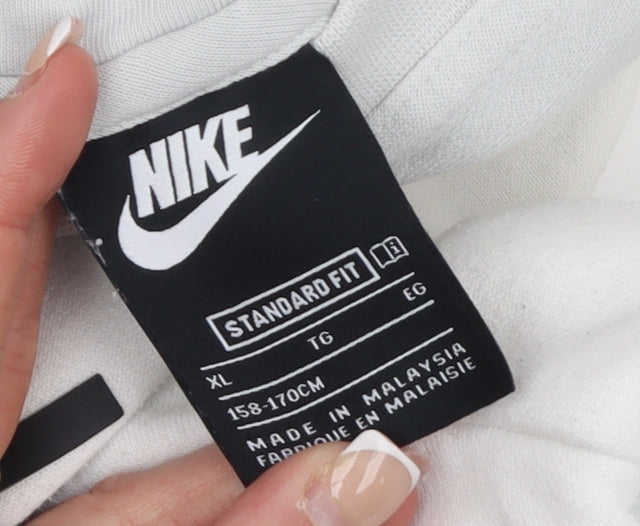 NIKE
STANDARD FIT i
XL TG EG
158-170CM
MADE IN MALAYSIA
FABRIQUE EN MALAISIE